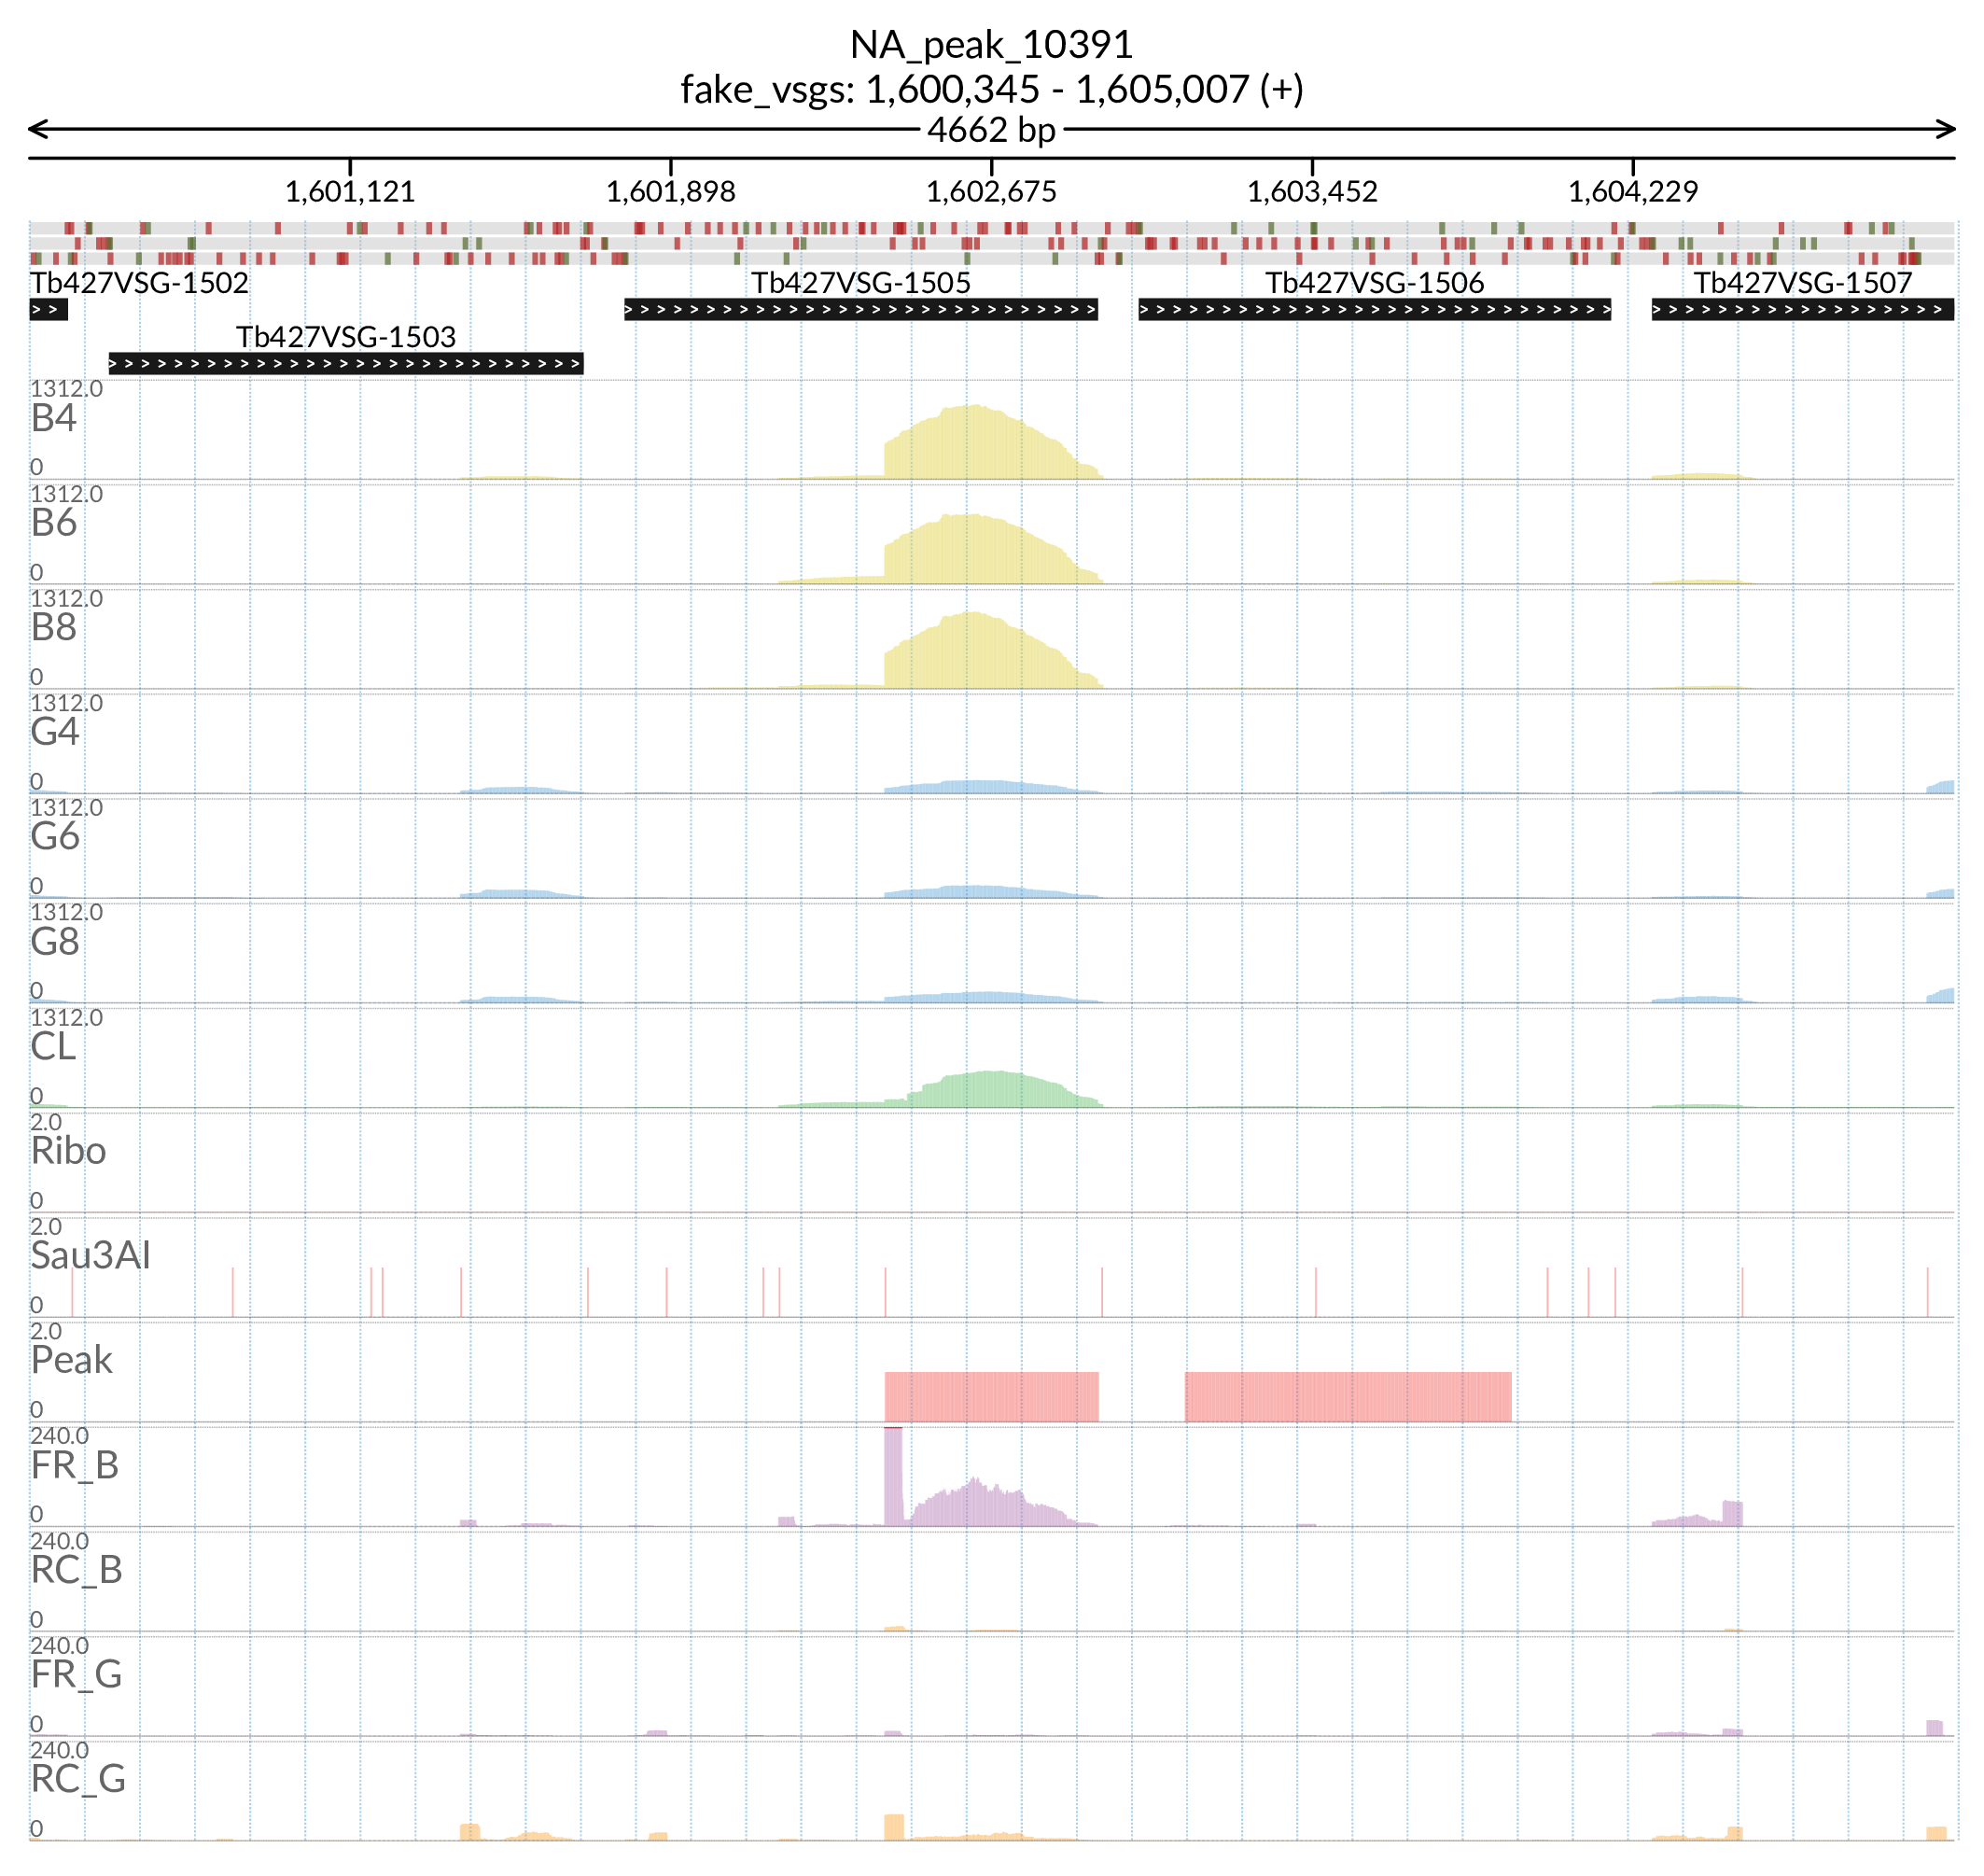 NA_peak_10391
fake_vsgs: 1,600,345 - 1,605,007 (+)
4662 bp
1,601,121 1,601,898 1,602,675 1,603,452 1,604,229
Tb427VSG-1502 Tb427VSG-1505 Tb427VSG-1506 Tb427VSG-1507
Tb427VSG-1503
1312.0
B4
0
1312.0
B6
0
1312.0
B8
0
1312.0
G4
0
1312.0
G6
0
1312.0
G8
0
1312.0
CL
0
2.0
Ribo
0
2.0
Sau3AI
0
2.0
Peak
0
240.0
FR_B
0
240.0
RC_B
0
240.0
FR_G
0
240.0
RC_G
0